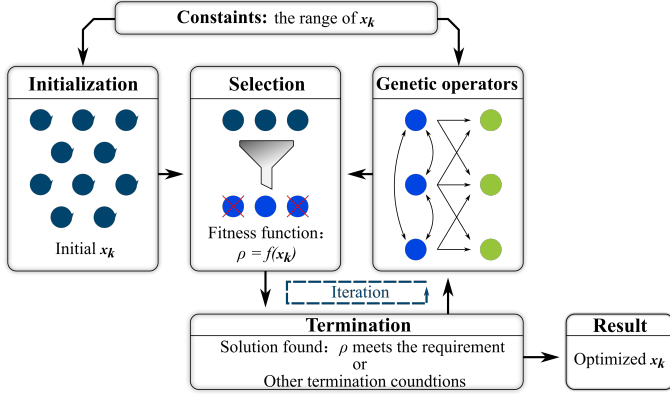 Constaints: the range of xk
Initialization
Initial xk
Selection
Fitness function:
ρ = f(xk)
Genetic operators
Iteration
Termination
Solution found: ρ meets the requirement
or
Other termination coundtions
Result
Optimized xk